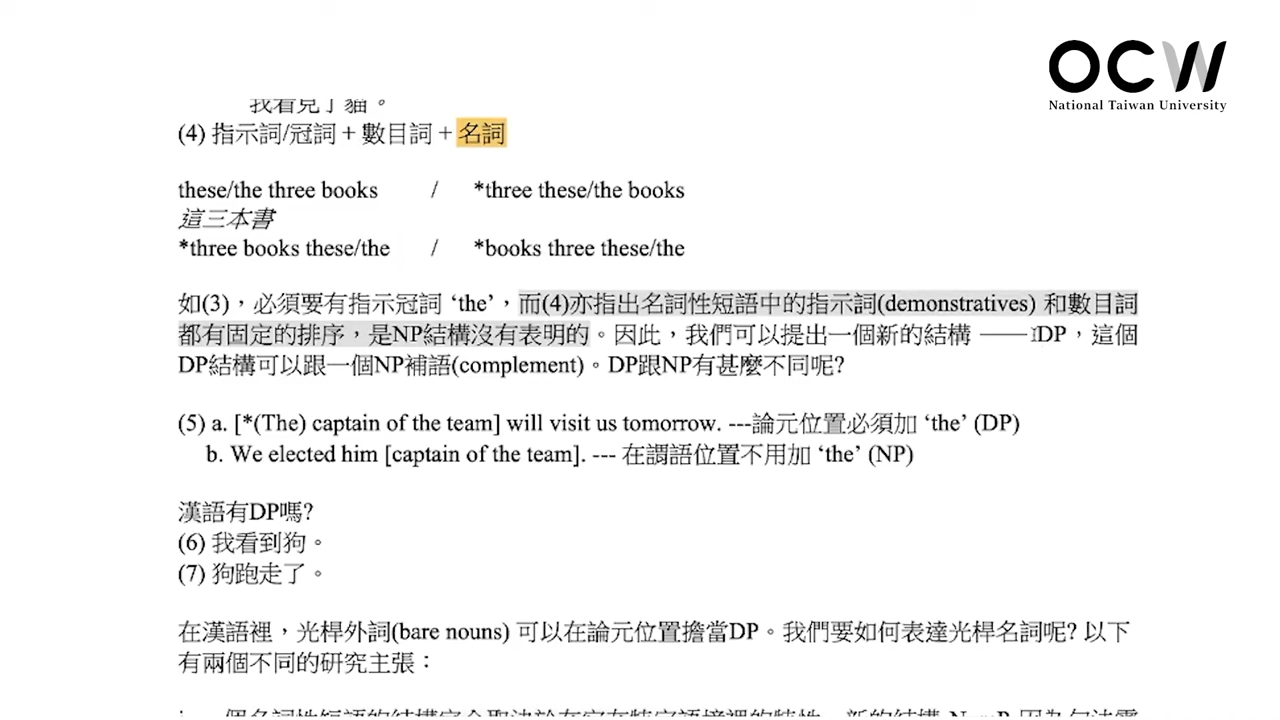 OCW
National Taiwan University
我看見了貓。
(4) 指示詞/冠詞 + 數目詞 + 名詞
these/the three books / *three these/the books
這三本書
*three books these/the / *books three these/the
如(3)，必須要有指示冠詞 ‘the’，而(4)亦指出名詞性短語中的指示詞(demonstratives) 和數目詞
都有固定的排序，是NP結構沒有表明的。因此，我們可以提出一個新的結構 ——DP，這個
DP結構可以跟一個NP補語(complement)。DP跟NP有甚麼不同呢?
(5) a. [*(The) captain of the team] will visit us tomorrow. ---論元位置必須加 ‘the’ (DP)
b. We elected him [captain of the team]. --- 在謂語位置不用加 ‘the’ (NP)
漢語有DP嗎?
(6) 我看到狗。
(7) 狗跑走了。
在漢語裡，光桿外詞(bare nouns) 可以在論元位置擔當DP。我們要如何表達光桿名詞呢? 以下
有兩個不同的研究主張：